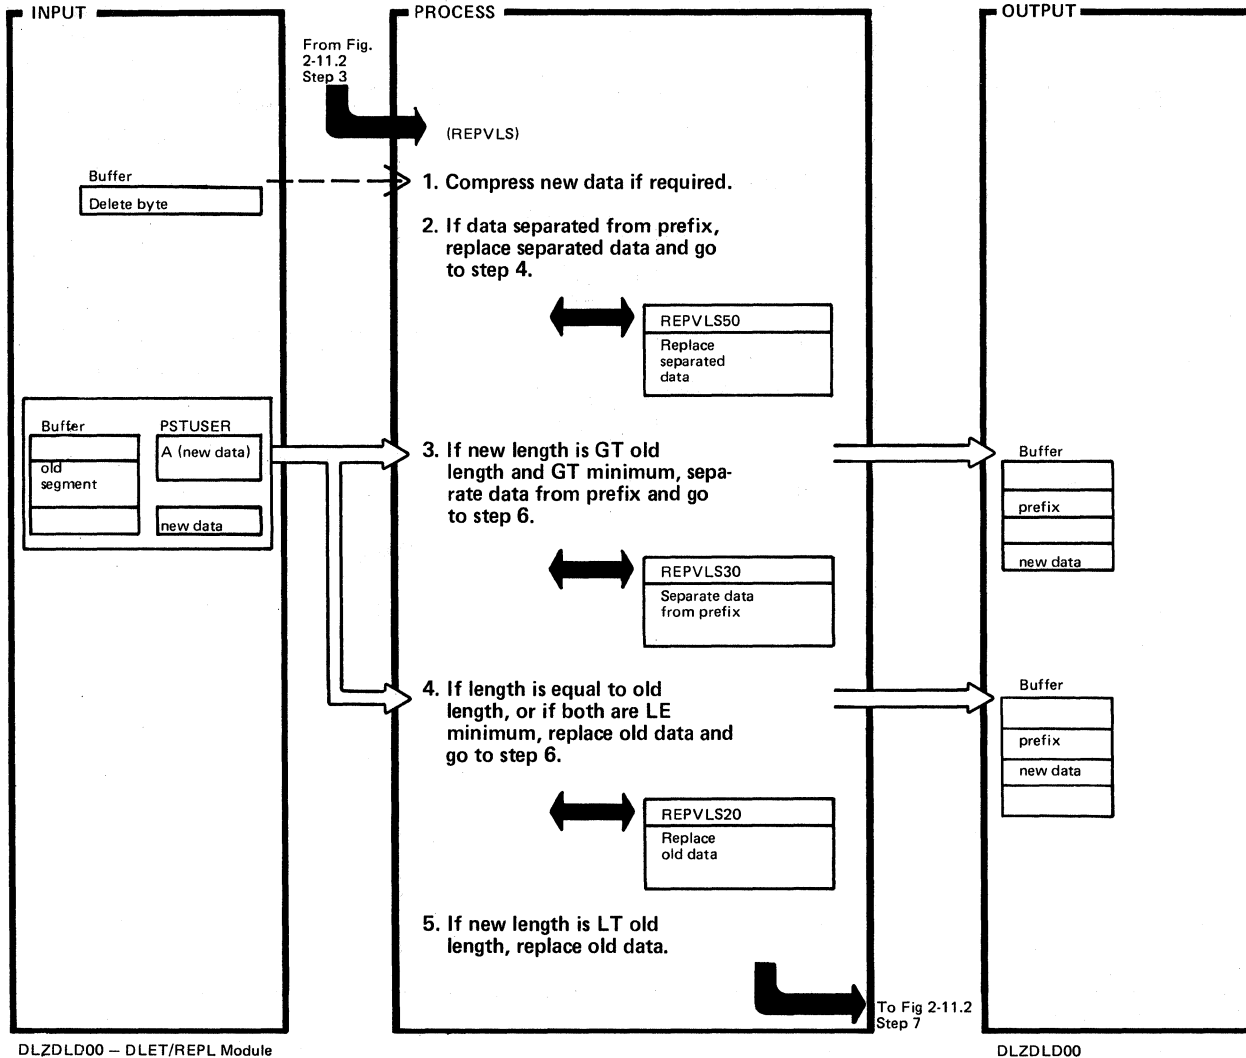 INPUT
PROCESS
OUTPUT
From Fig.
2-11.2
Step 3
(REPVLS)
Buffer
Delete byte
1. Compress new data if required.
2. If data separated from prefix,
replace separated data and go
to step 4.
REPVLS50
Replace
separated
data
Buffer
old
segment
PSTUSER
A (new data)
new data
3. If new length is GT old
length and GT minimum, sepa-
rate data from prefix and go
to step 6.
Buffer
prefix
new data
REPVLS30
Separate data
from prefix
4. If length is equal to old
length, or if both are LE
minimum, replace old data and
go to step 6.
Buffer
prefix
new data
REPVLS20
Replace
old data
5. If new length is LT old
length, replace old data.
To Fig 2-11.2
Step 7
DLZDLD00 – DLET/REPL Module
DLZDLD00